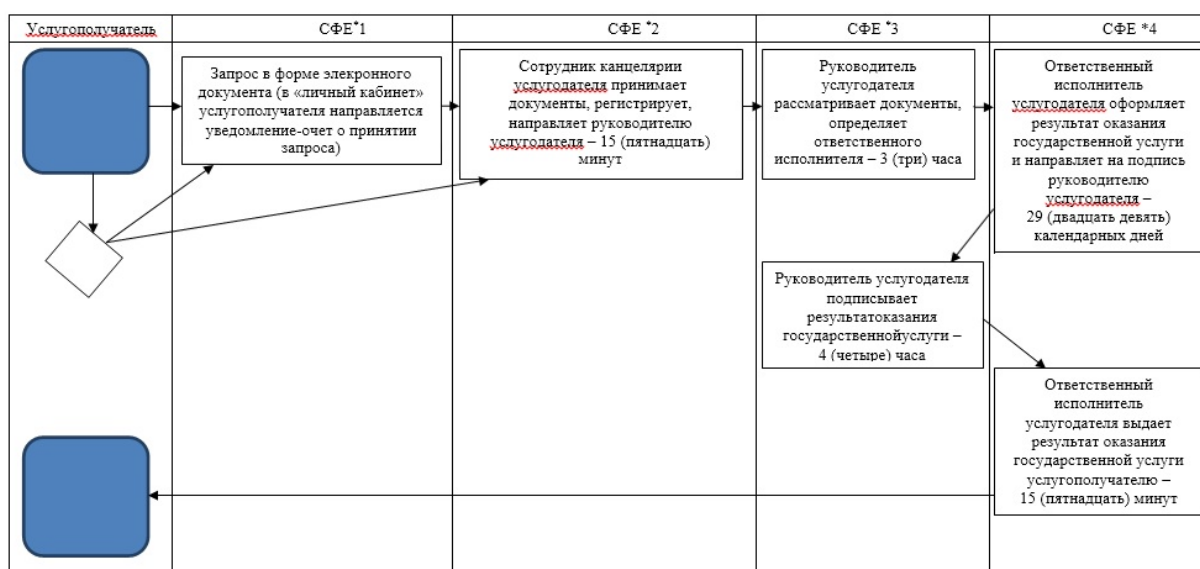 Услугополучатель
СФЕ*1
СФЕ *2
СФЕ *3
СФЕ *4
Запрос в форме элекронного
документа (в «личный кабинет»
услугополучателя направляется
уведомление-очет о принятии
запроса)
Сотрудник канцелярии
услугодателя принимает
документы, регистрирует,
направляет руководителю
услугодателя – 15 (пятнадцать)
минут
Руководитель
услугодателя
рассматривает документы,
определяет
ответственного
исполнителя – 3 (три) часа
Ответственный
исполнитель
услугодателя оформляет
результат оказания
государственной услуги
и направляет на подпись
руководителю
услугодателя –
29 (двадцать девять)
календарных дней
Руководитель услугодателя
подписывает
результатоказания
государственнойуслуги –
4 (четыре) часа
Ответственный
исполнитель
услугодателя выдает
результат оказания
государственной услуги
услугополучателю –
15 (пятнадцать) минут